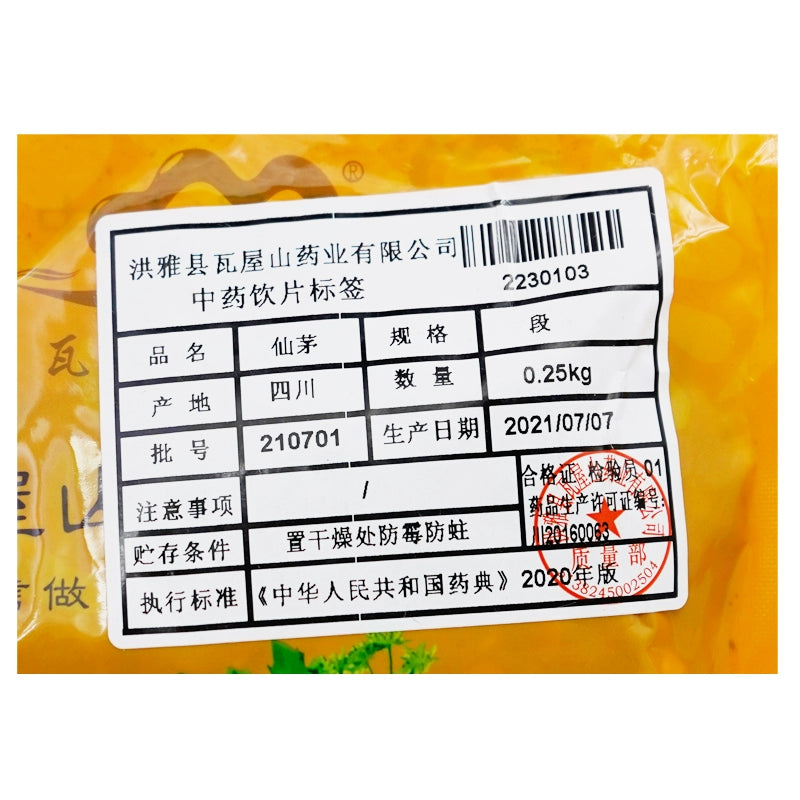 ®
洪雅县瓦屋山药业有限公司
2230103
中药饮片标签
品名 仙茅 规格 段
产地 四川 数量 0.25kg
批号 210701 生产日期 2021/07/07
注意事项 /
合格证 检验员 01
药品生产许可证编号:
川20160063
贮存条件 置干燥处防霉防蛀
执行标准 《中华人民共和国药典》 2020年版
质量部
38245002504
瓦
屋山
做